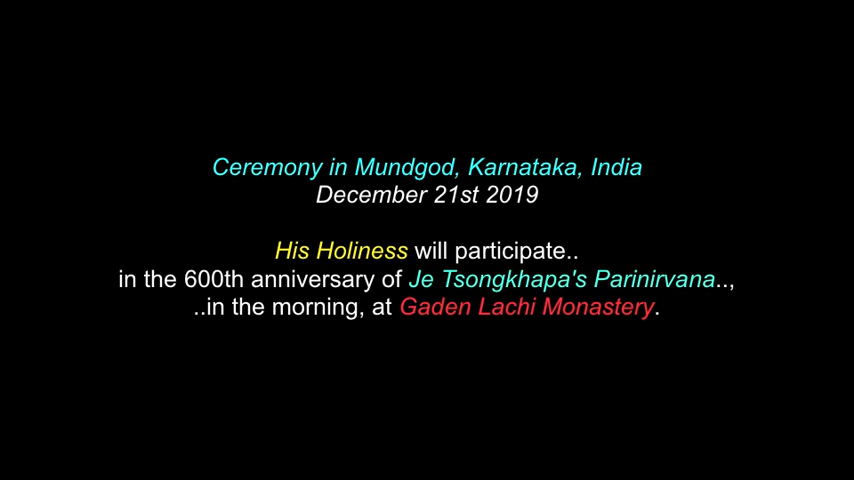 Ceremony in Mundgod, Karnataka, India
December 21st 2019
His Holiness will participate..
in the 600th anniversary of Je Tsongkhapa's Parinirvana..,
..in the morning, at Gaden Lachi Monastery.